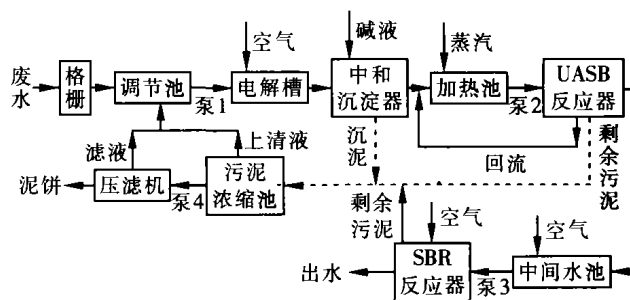 空气
碱液
蒸汽
废水
格栅
调节池
泵1
电解槽
中和
沉淀器
加热池
泵2
UASB
反应器
滤液
上清液
沉泥
回流
剩余污泥
泥饼
压滤机
泵4
污泥
浓缩池
剩余
污泥
空气
空气
出水
SBR
反应器
泵3
中间水池